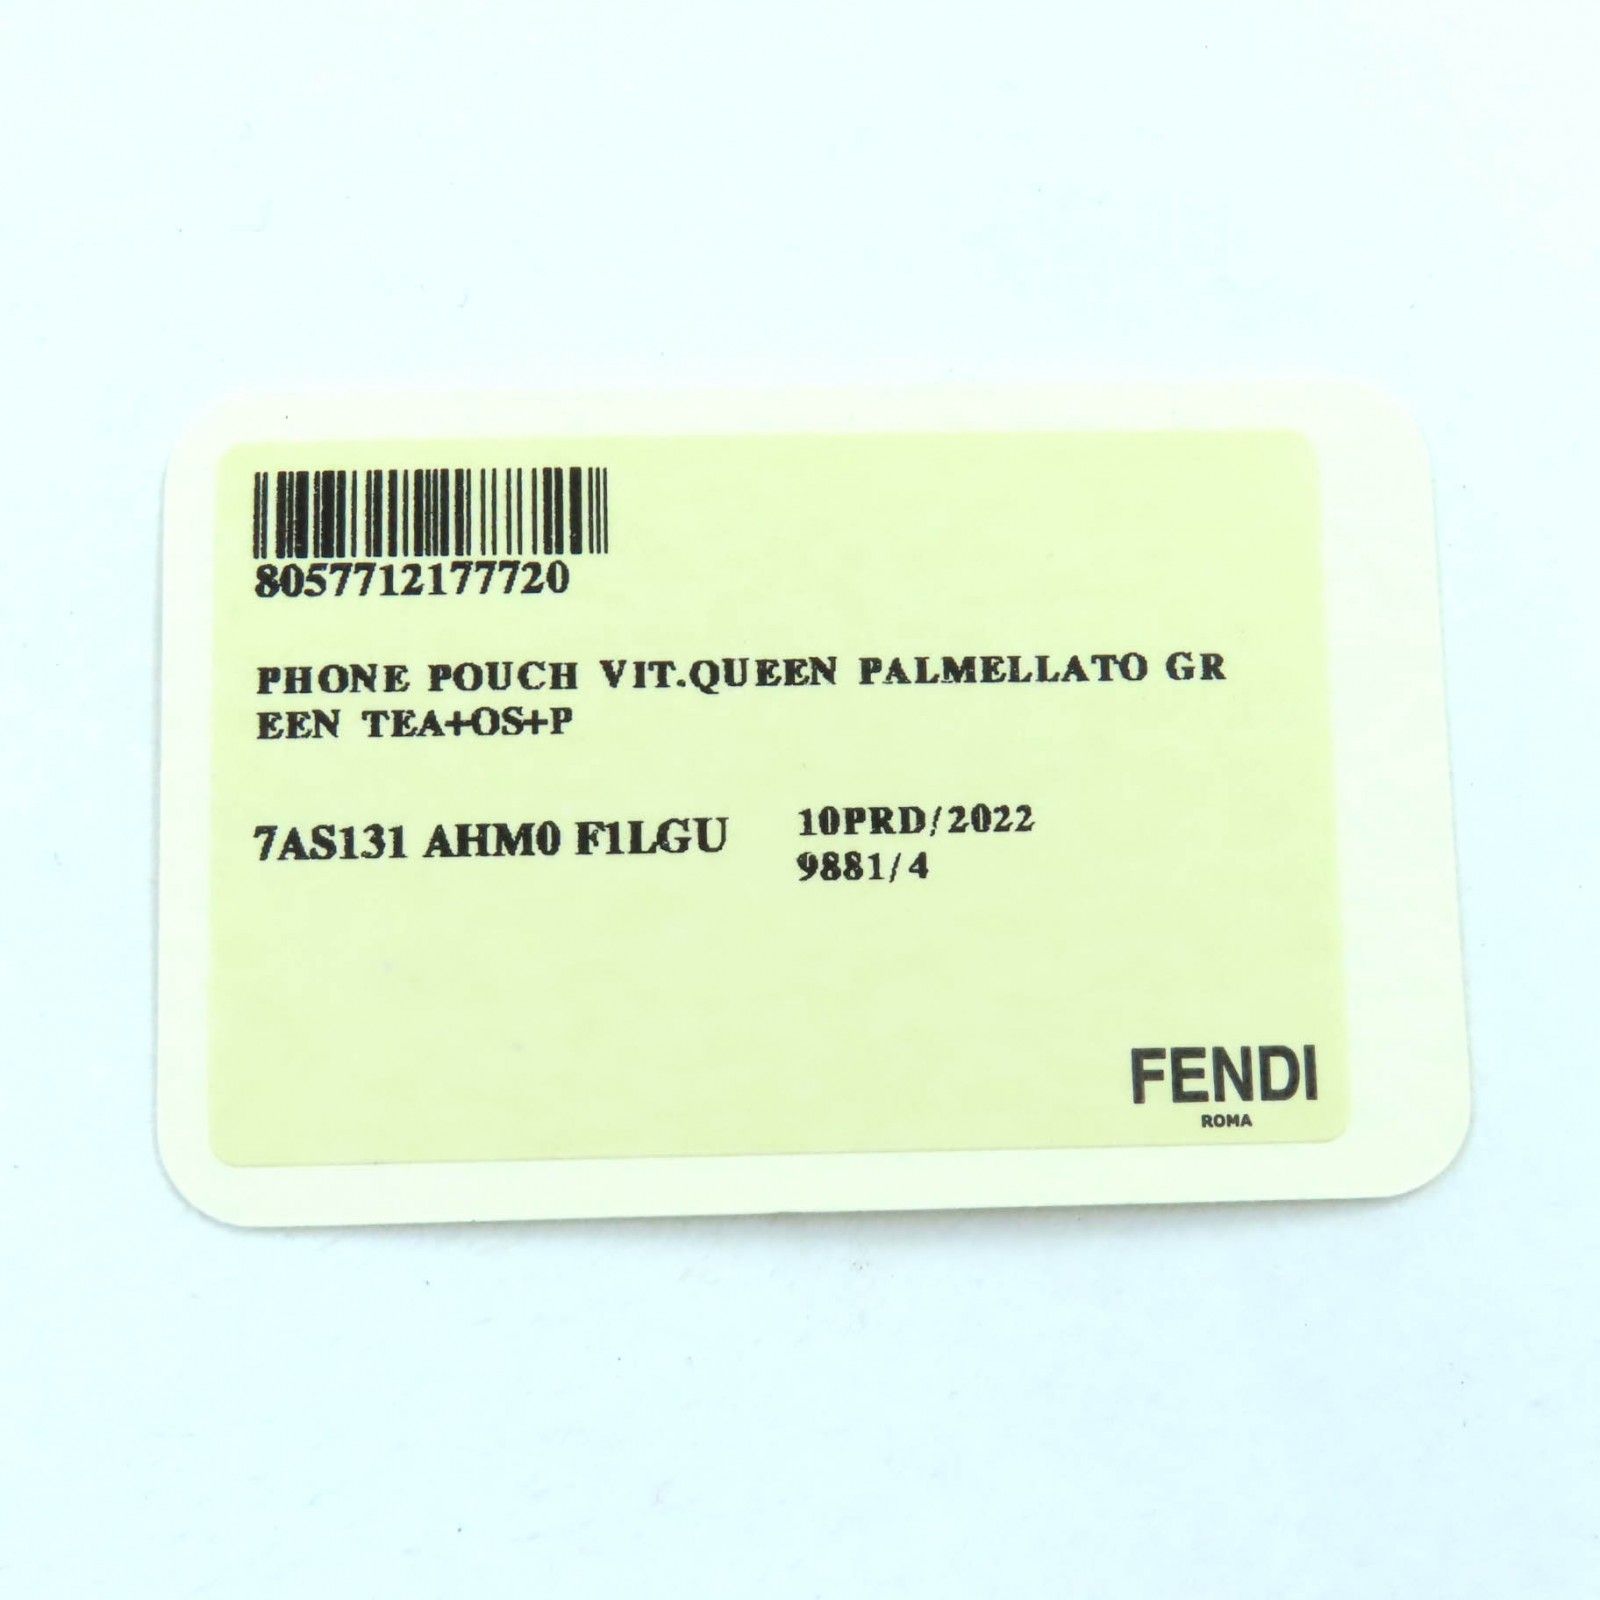 8057712177720
PHONE POUCH VIT.QUEEN PALMELLATO GR
EEN TEA+OS+P
7AS131 AHM0 F1LGU
10PRD/2022
9881/4
FENDI
ROMA